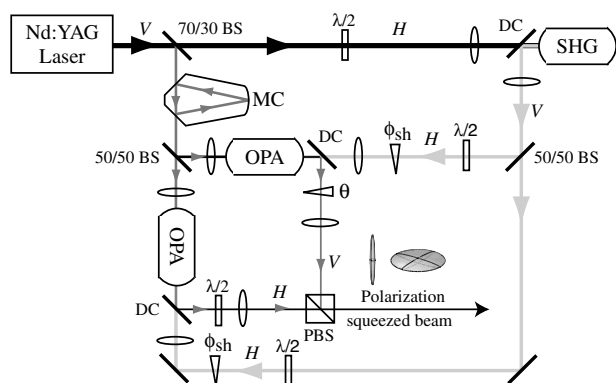 Nd:YAG
Laser
V
70/30 BS
λ/2
H
DC
SHG
MC
V
50/50 BS
OPA
DC
ϕsh
H
λ/2
50/50 BS
θ
OPA
V
DC
λ/2
H
PBS
Polarization
squeezed beam
ϕsh
H
λ/2